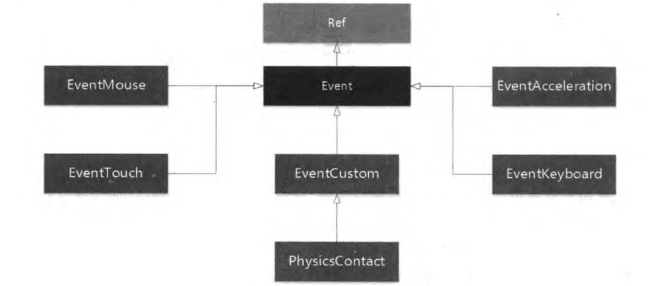 Ref
EventMouse
Event
EventAcceleration
EventTouch
EventCustom
EventKeyboard
PhysicsContact